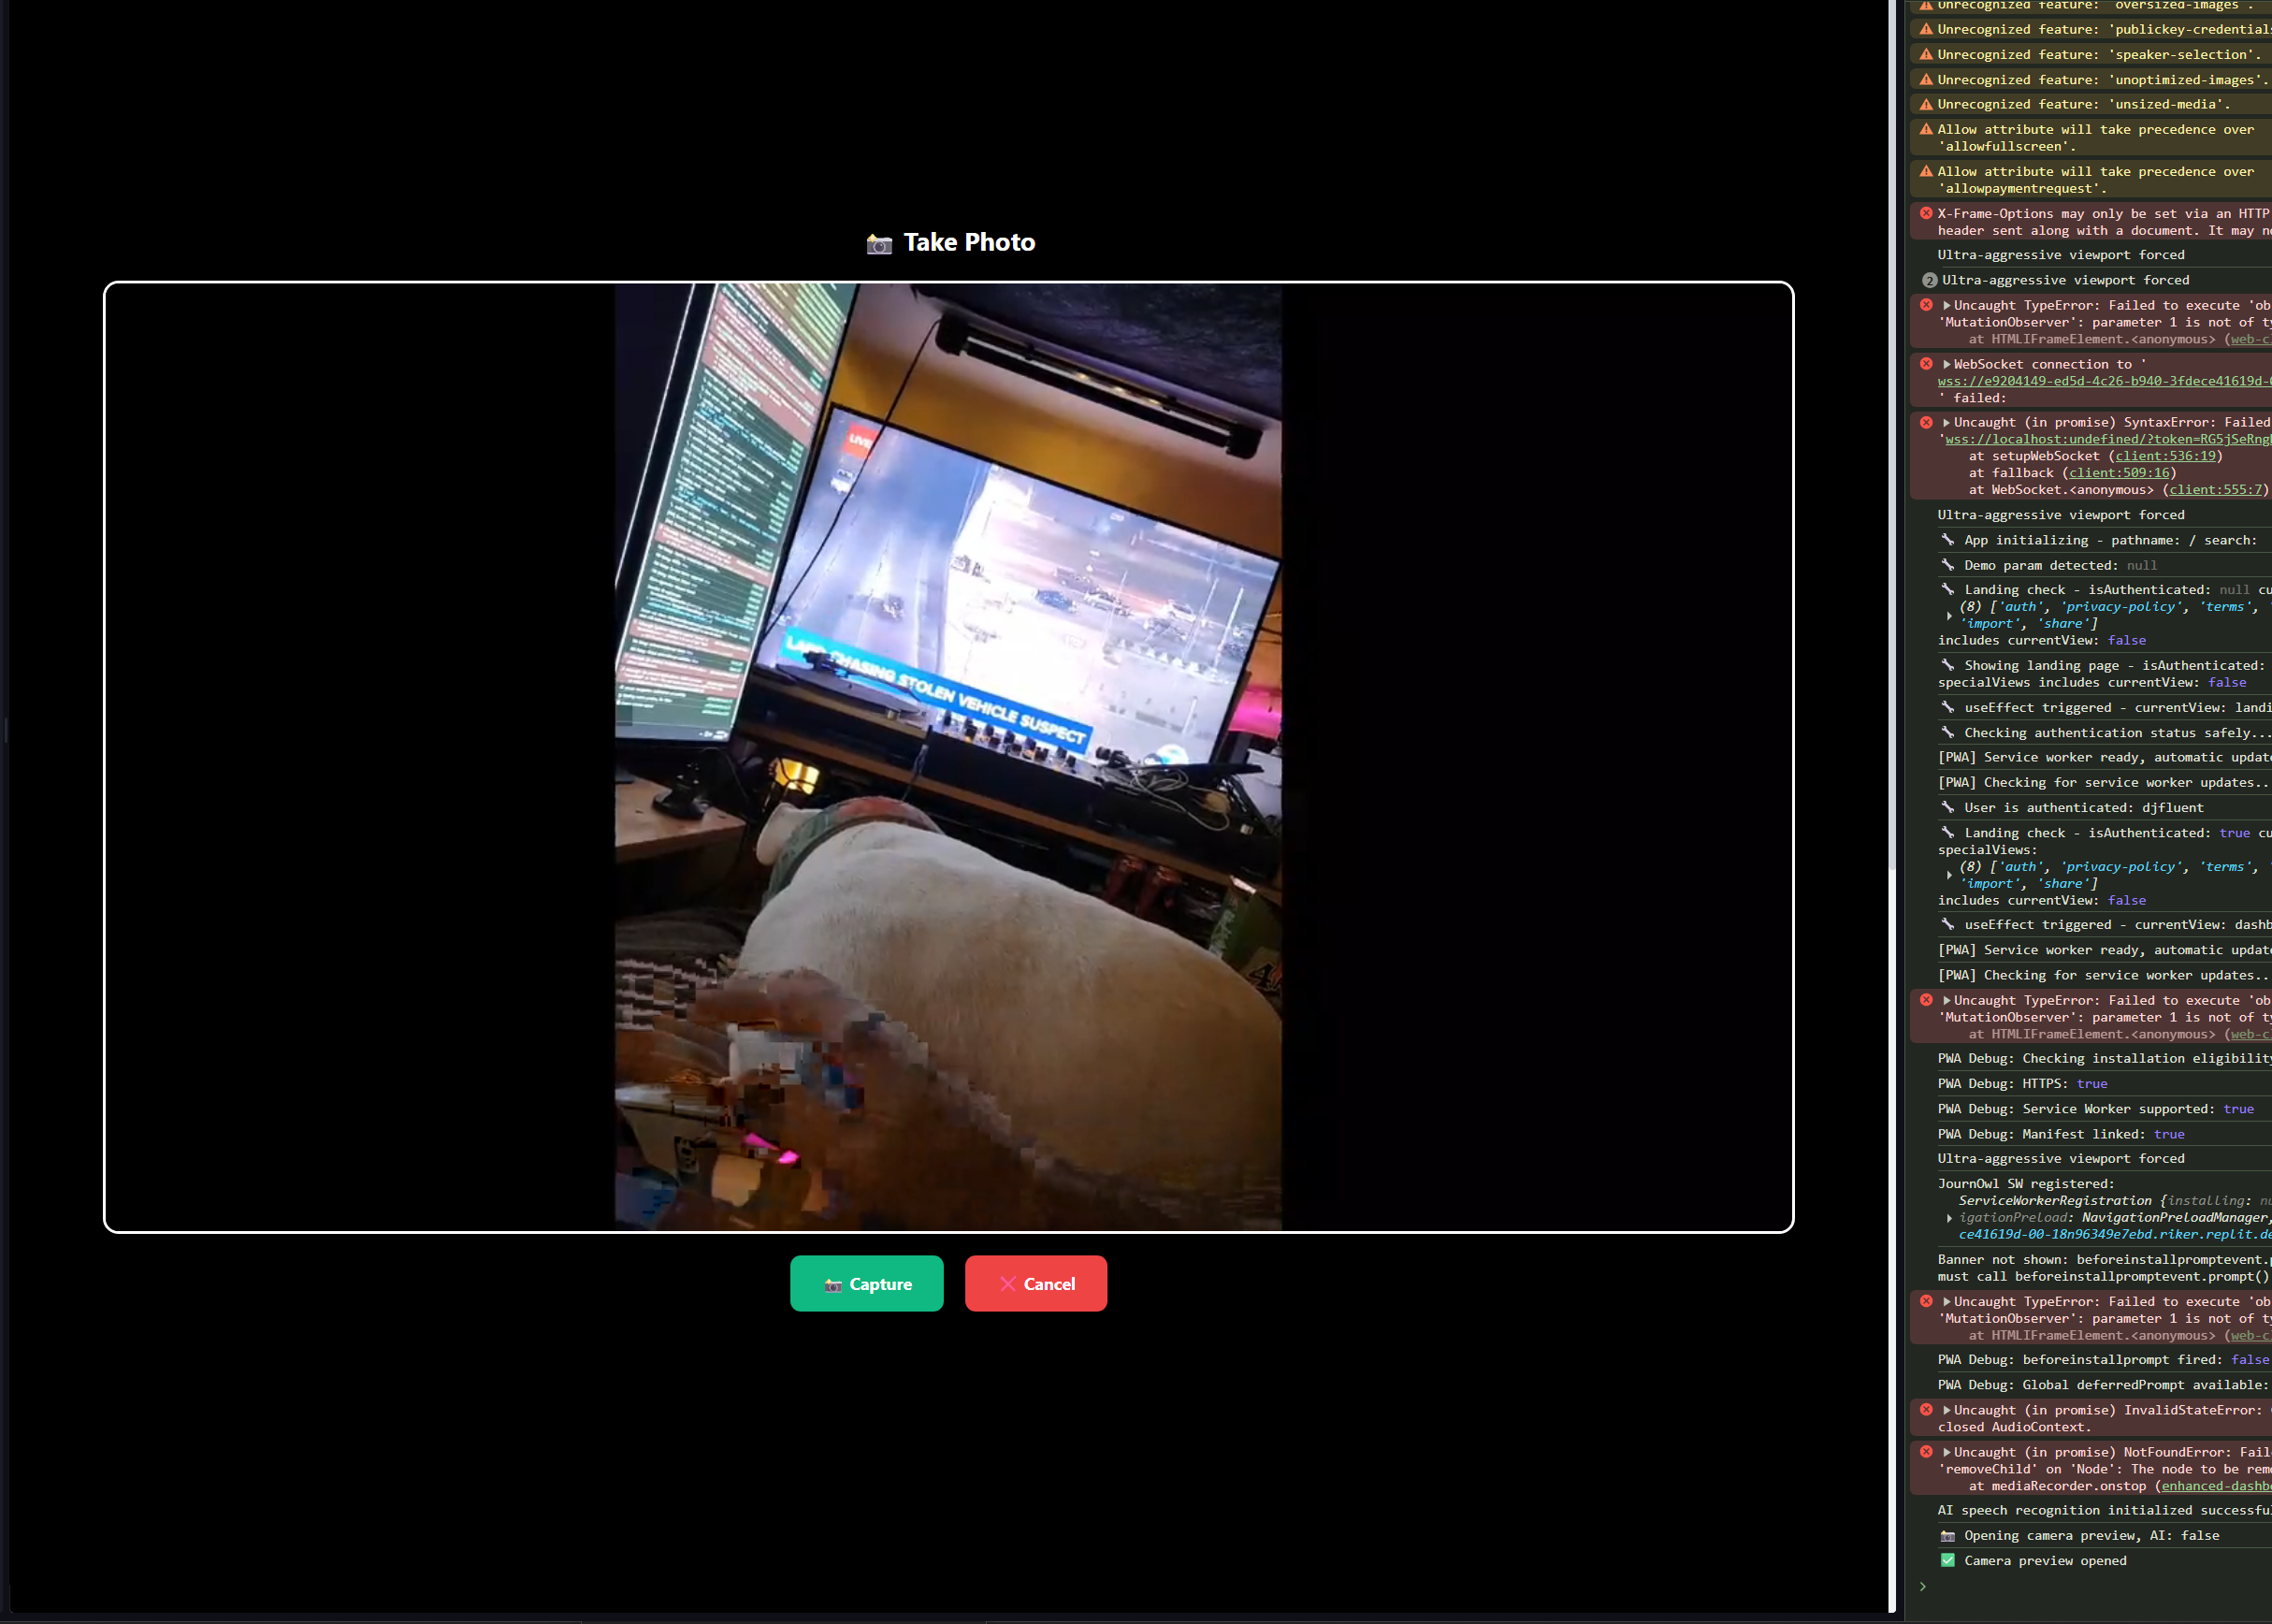 📸 Take Photo
LIVE
CHASING STOLEN VEHICLE SUSPECT
📸 Capture
❌ Cancel
Unrecognized feature: 'oversized-images'.
Unrecognized feature: 'publickey-credentials
Unrecognized feature: 'speaker-selection'.
Unrecognized feature: 'unoptimized-images'.
Unrecognized feature: 'unsized-media'.
Allow attribute will take precedence over
'allowfullscreen'.
Allow attribute will take precedence over
'allowpaymentrequest'.
X-Frame-Options may only be set via an HTTP
header sent along with a document. It may no
Ultra-aggressive viewport forced
2 Ultra-aggressive viewport forced
▶Uncaught TypeError: Failed to execute 'ob
'MutationObserver': parameter 1 is not of ty
at HTMLIFrameElement.<anonymous> (web-c
▶WebSocket connection to '
wss://e9204149-ed5d-4c26-b940-3fdece41619d-
' failed:
▶Uncaught (in promise) SyntaxError: Failed
'wss://localhost:undefined/?token=RG5jSeRng
at setupWebSocket (client:536:19)
at fallback (client:509:16)
at WebSocket.<anonymous> (client:555:7)
Ultra-aggressive viewport forced
🔧 App initializing - pathname: / search:
🔧 Demo param detected: null
🔧 Landing check - isAuthenticated: null cu
▶ (8) ['auth', 'privacy-policy', 'terms', '
'import', 'share']
includes currentView: false
🔧 Showing landing page - isAuthenticated:
specialViews includes currentView: false
🔧 useEffect triggered - currentView: landi
🔧 Checking authentication status safely...
[PWA] Service worker ready, automatic update
[PWA] Checking for service worker updates..
🔧 User is authenticated: djfluent
🔧 Landing check - isAuthenticated: true cu
specialViews:
▶ (8) ['auth', 'privacy-policy', 'terms', '
'import', 'share']
includes currentView: false
🔧 useEffect triggered - currentView: dashb
[PWA] Service worker ready, automatic update
[PWA] Checking for service worker updates..
▶Uncaught TypeError: Failed to execute 'ob
'MutationObserver': parameter 1 is not of ty
at HTMLIFrameElement.<anonymous> (web-c
PWA Debug: Checking installation eligibility
PWA Debug: HTTPS: true
PWA Debug: Service Worker supported: true
PWA Debug: Manifest linked: true
Ultra-aggressive viewport forced
JournOwl SW registered:
ServiceWorkerRegistration {installing: nu
▶ igationPreload: NavigationPreloadManager,
ce41619d-00-18n96349e7ebd.riker.replit.de
Banner not shown: beforeinstallpromptevent.p
must call beforeinstallpromptevent.prompt()
▶Uncaught TypeError: Failed to execute 'ob
'MutationObserver': parameter 1 is not of ty
at HTMLIFrameElement.<anonymous> (web-c
PWA Debug: beforeinstallprompt fired: false
PWA Debug: Global deferredPrompt available:
▶Uncaught (in promise) InvalidStateError:
closed AudioContext.
▶Uncaught (in promise) NotFoundError: Fail
'removeChild' on 'Node': The node to be rem
at mediaRecorder.onstop (enhanced-dashb
AI speech recognition initialized successfu
📸 Opening camera preview, AI: false
✅ Camera preview opened